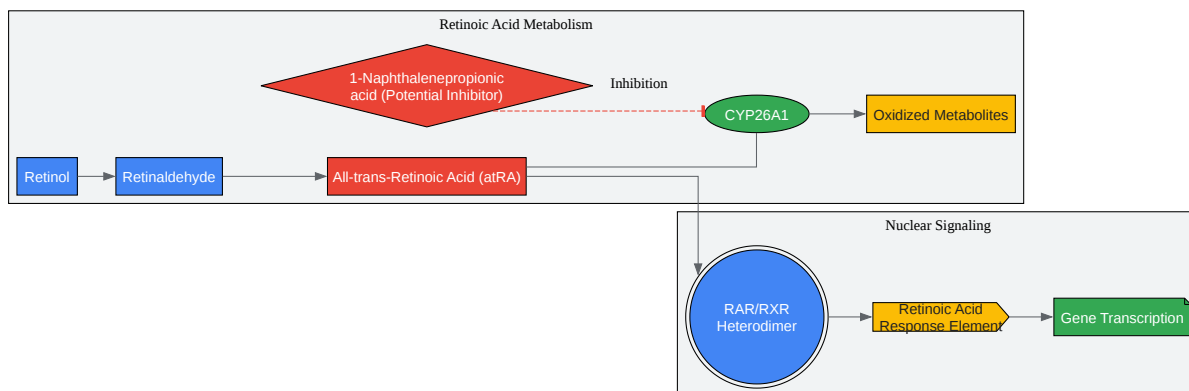 Retinoic Acid Metabolism
1-Naphthalenepropionic
acid (Potential Inhibitor)
Inhibition
CYP26A1
Oxidized Metabolites
Retinol
Retinaldehyde
All-trans-Retinoic Acid (atRA)
Nuclear Signaling
RAR/RXR
Heterodimer
Retinoic Acid
Response Element
Gene Transcription